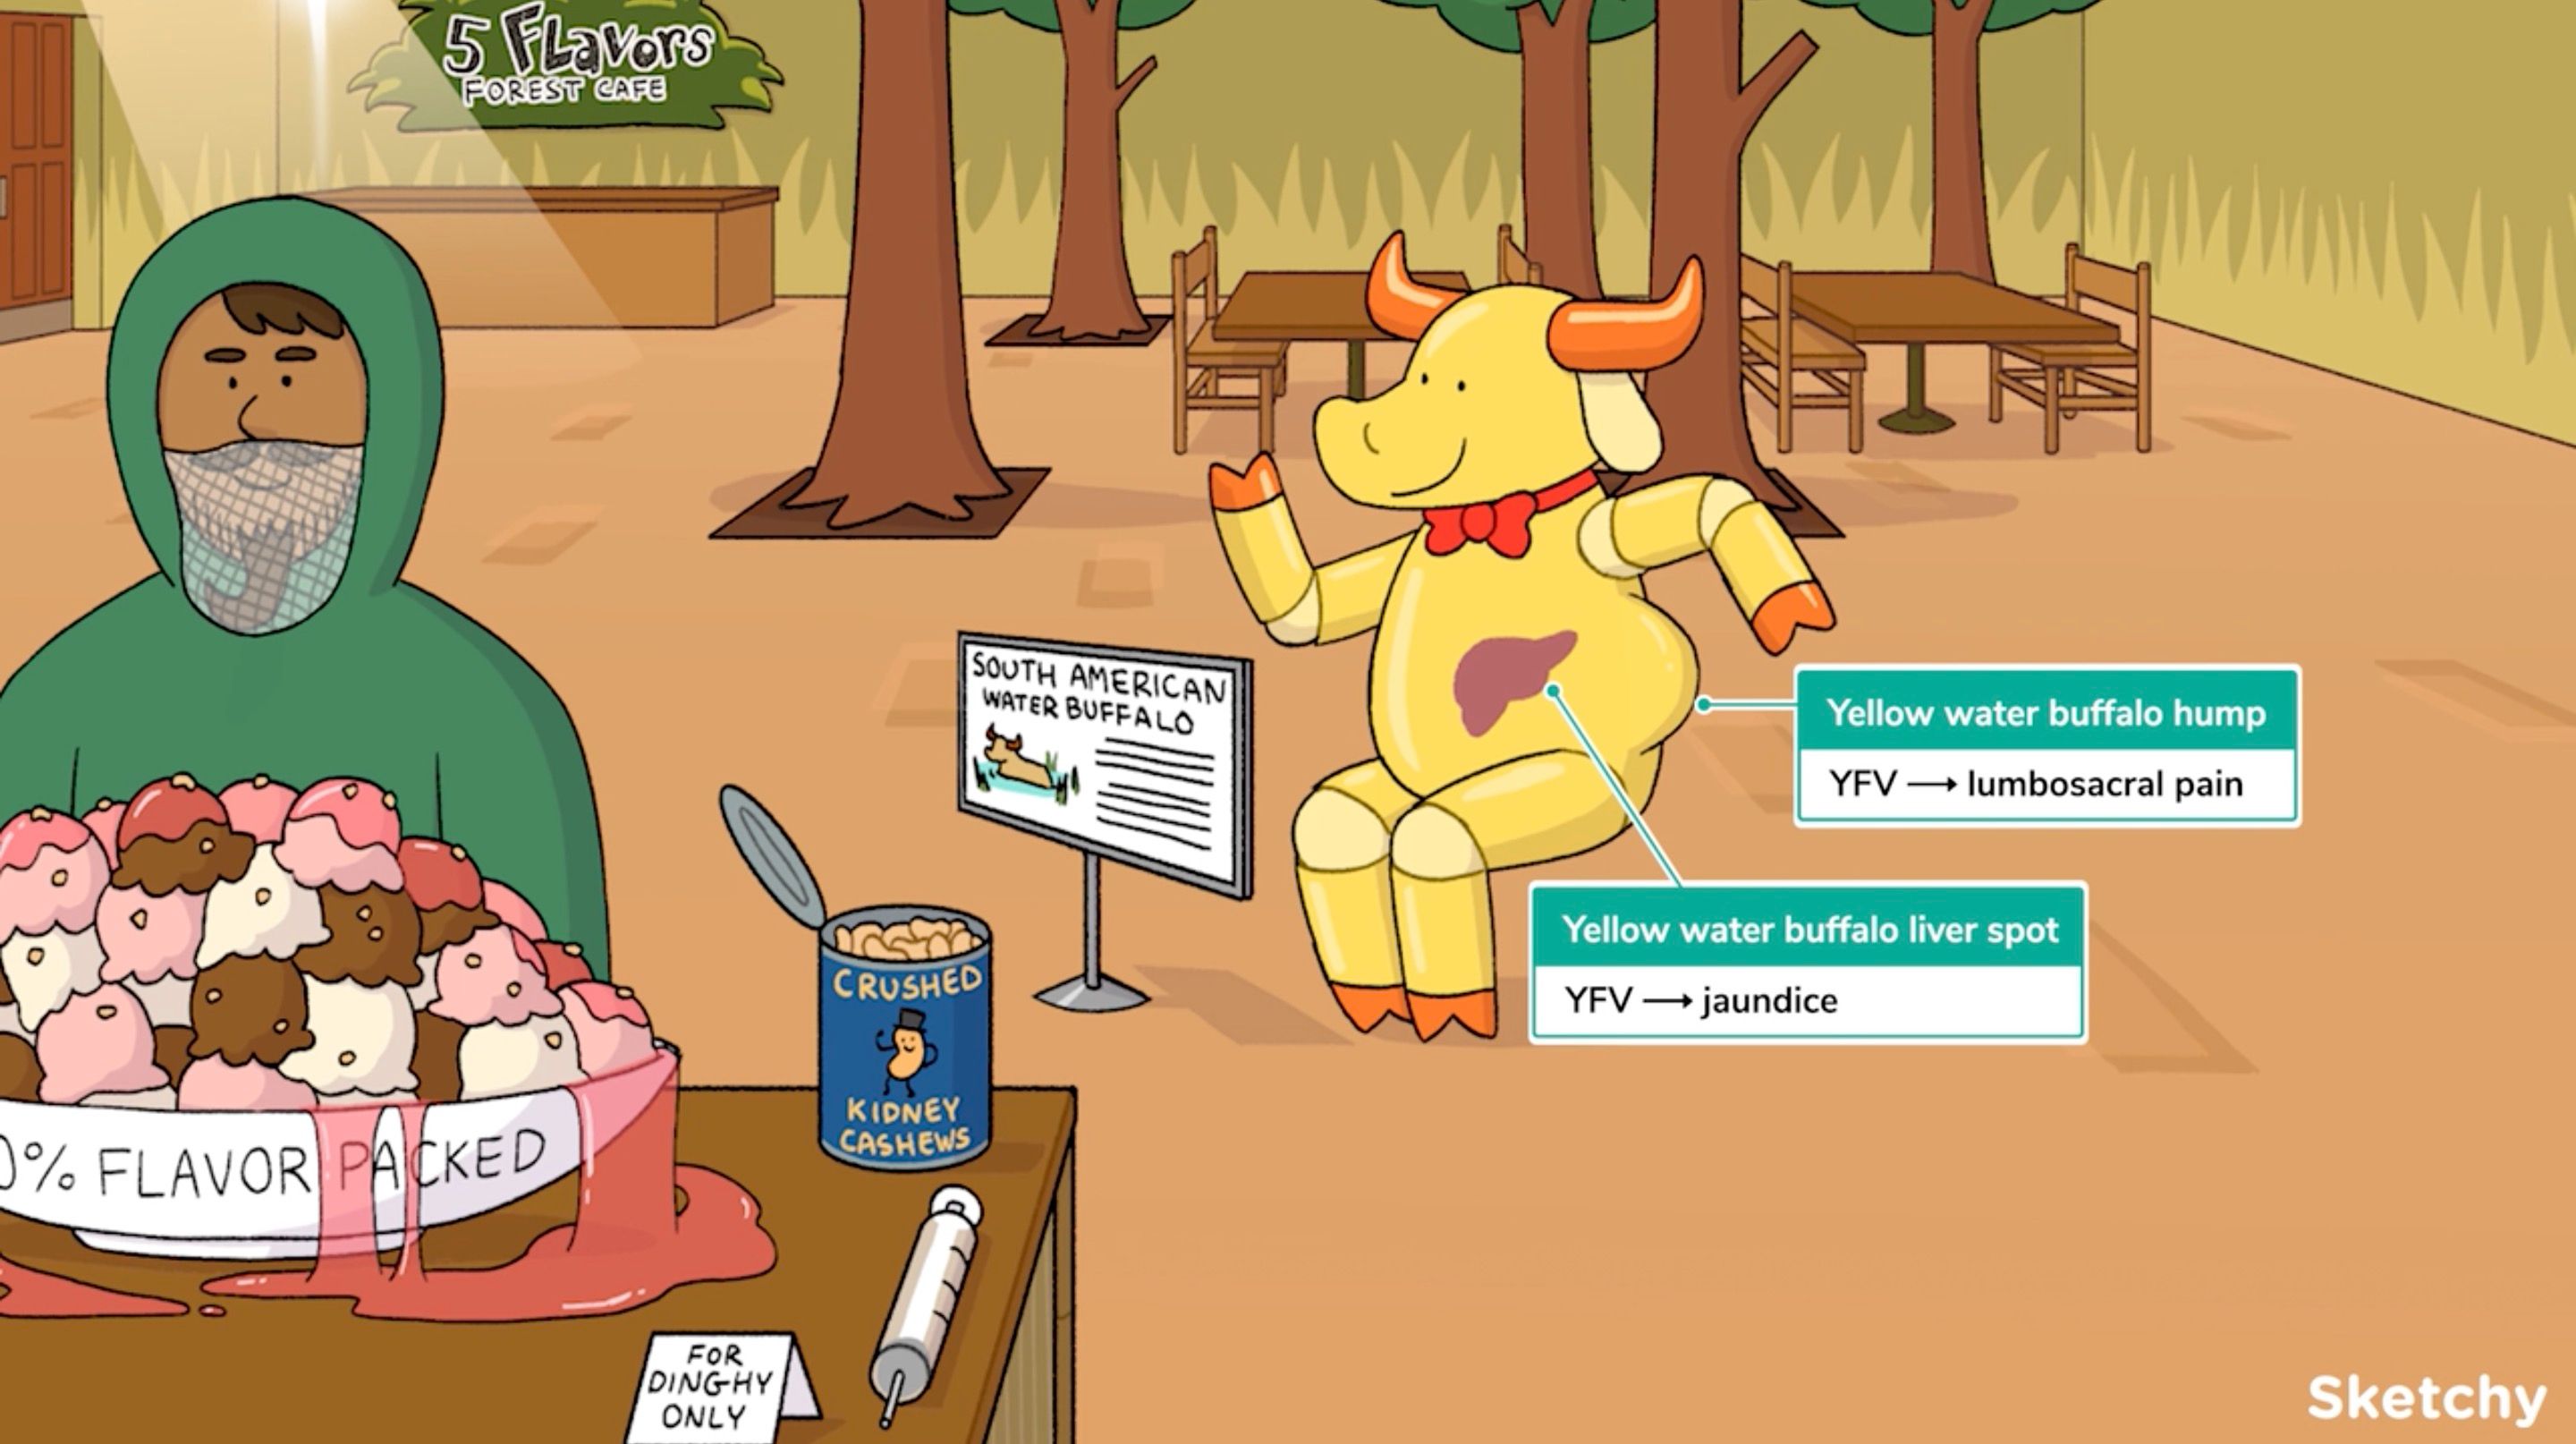 5 FLavors
FOREST CAFE
SOUTH AMERICAN
WATER BUFFALO
Yellow water buffalo hump
YFV → lumbosacral pain
Yellow water buffalo liver spot
YFV → jaundice
CRUSHED
KIDNEY
CASHEWS
0% FLAVOR PACKED
FOR
DINGHY
ONLY
Sketchy